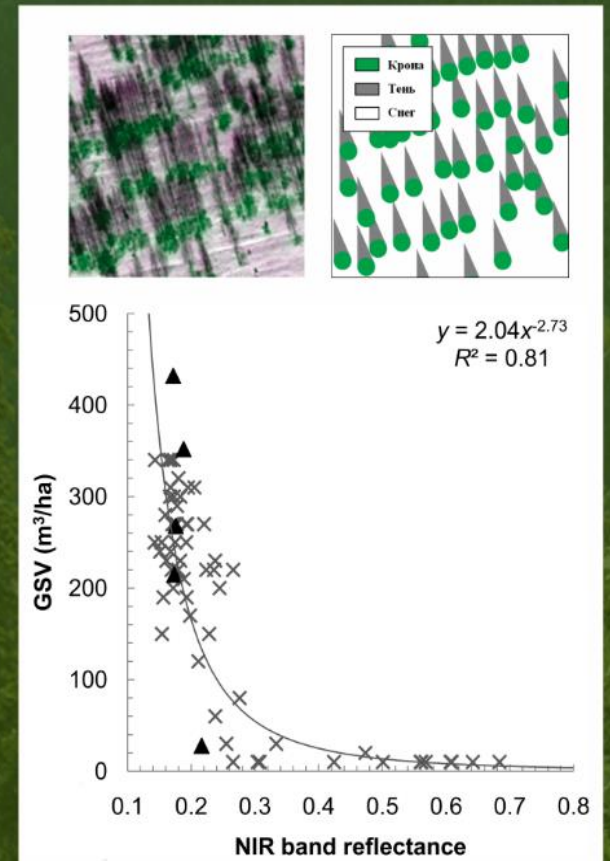 Крона
Тень
Снег
y = 2.04x^-2.73
R² = 0.81
500
400
300
200
100
0
GSV (m³/ha)
0.1 0.2 0.3 0.4 0.5 0.6 0.7 0.8
NIR band reflectance